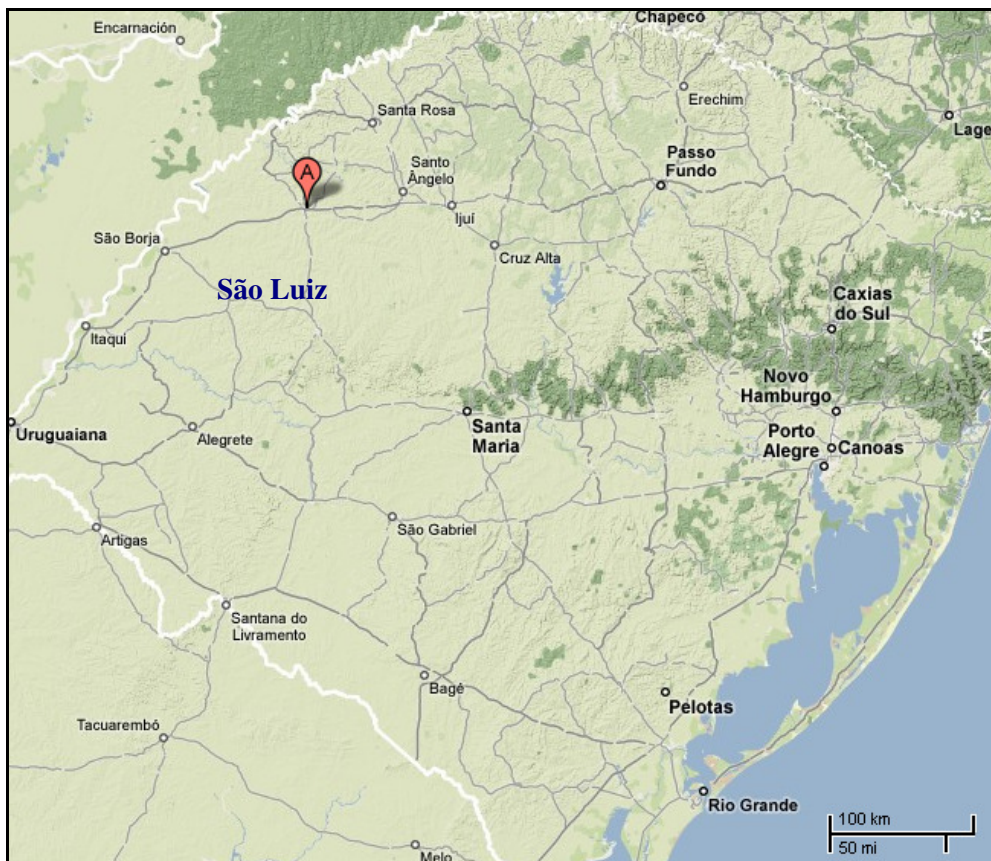 Encarnación
Chapecó
Santa Rosa
Erechim
Lage
A
Santo
Ângelo
Passo
Fundo
Ijuí
São Borja
Cruz Alta
São Luiz
Caxias
do Sul
Itaqui
Novo
Hamburgo
Uruguaiana
Alegrete
Santa
Maria
Porto
Alegre
Canoas
São Gabriel
Artigas
Santana do
Livramento
Bagé
Pelotas
Tacuarembó
Rio Grande
100 km
50 mi
Melo